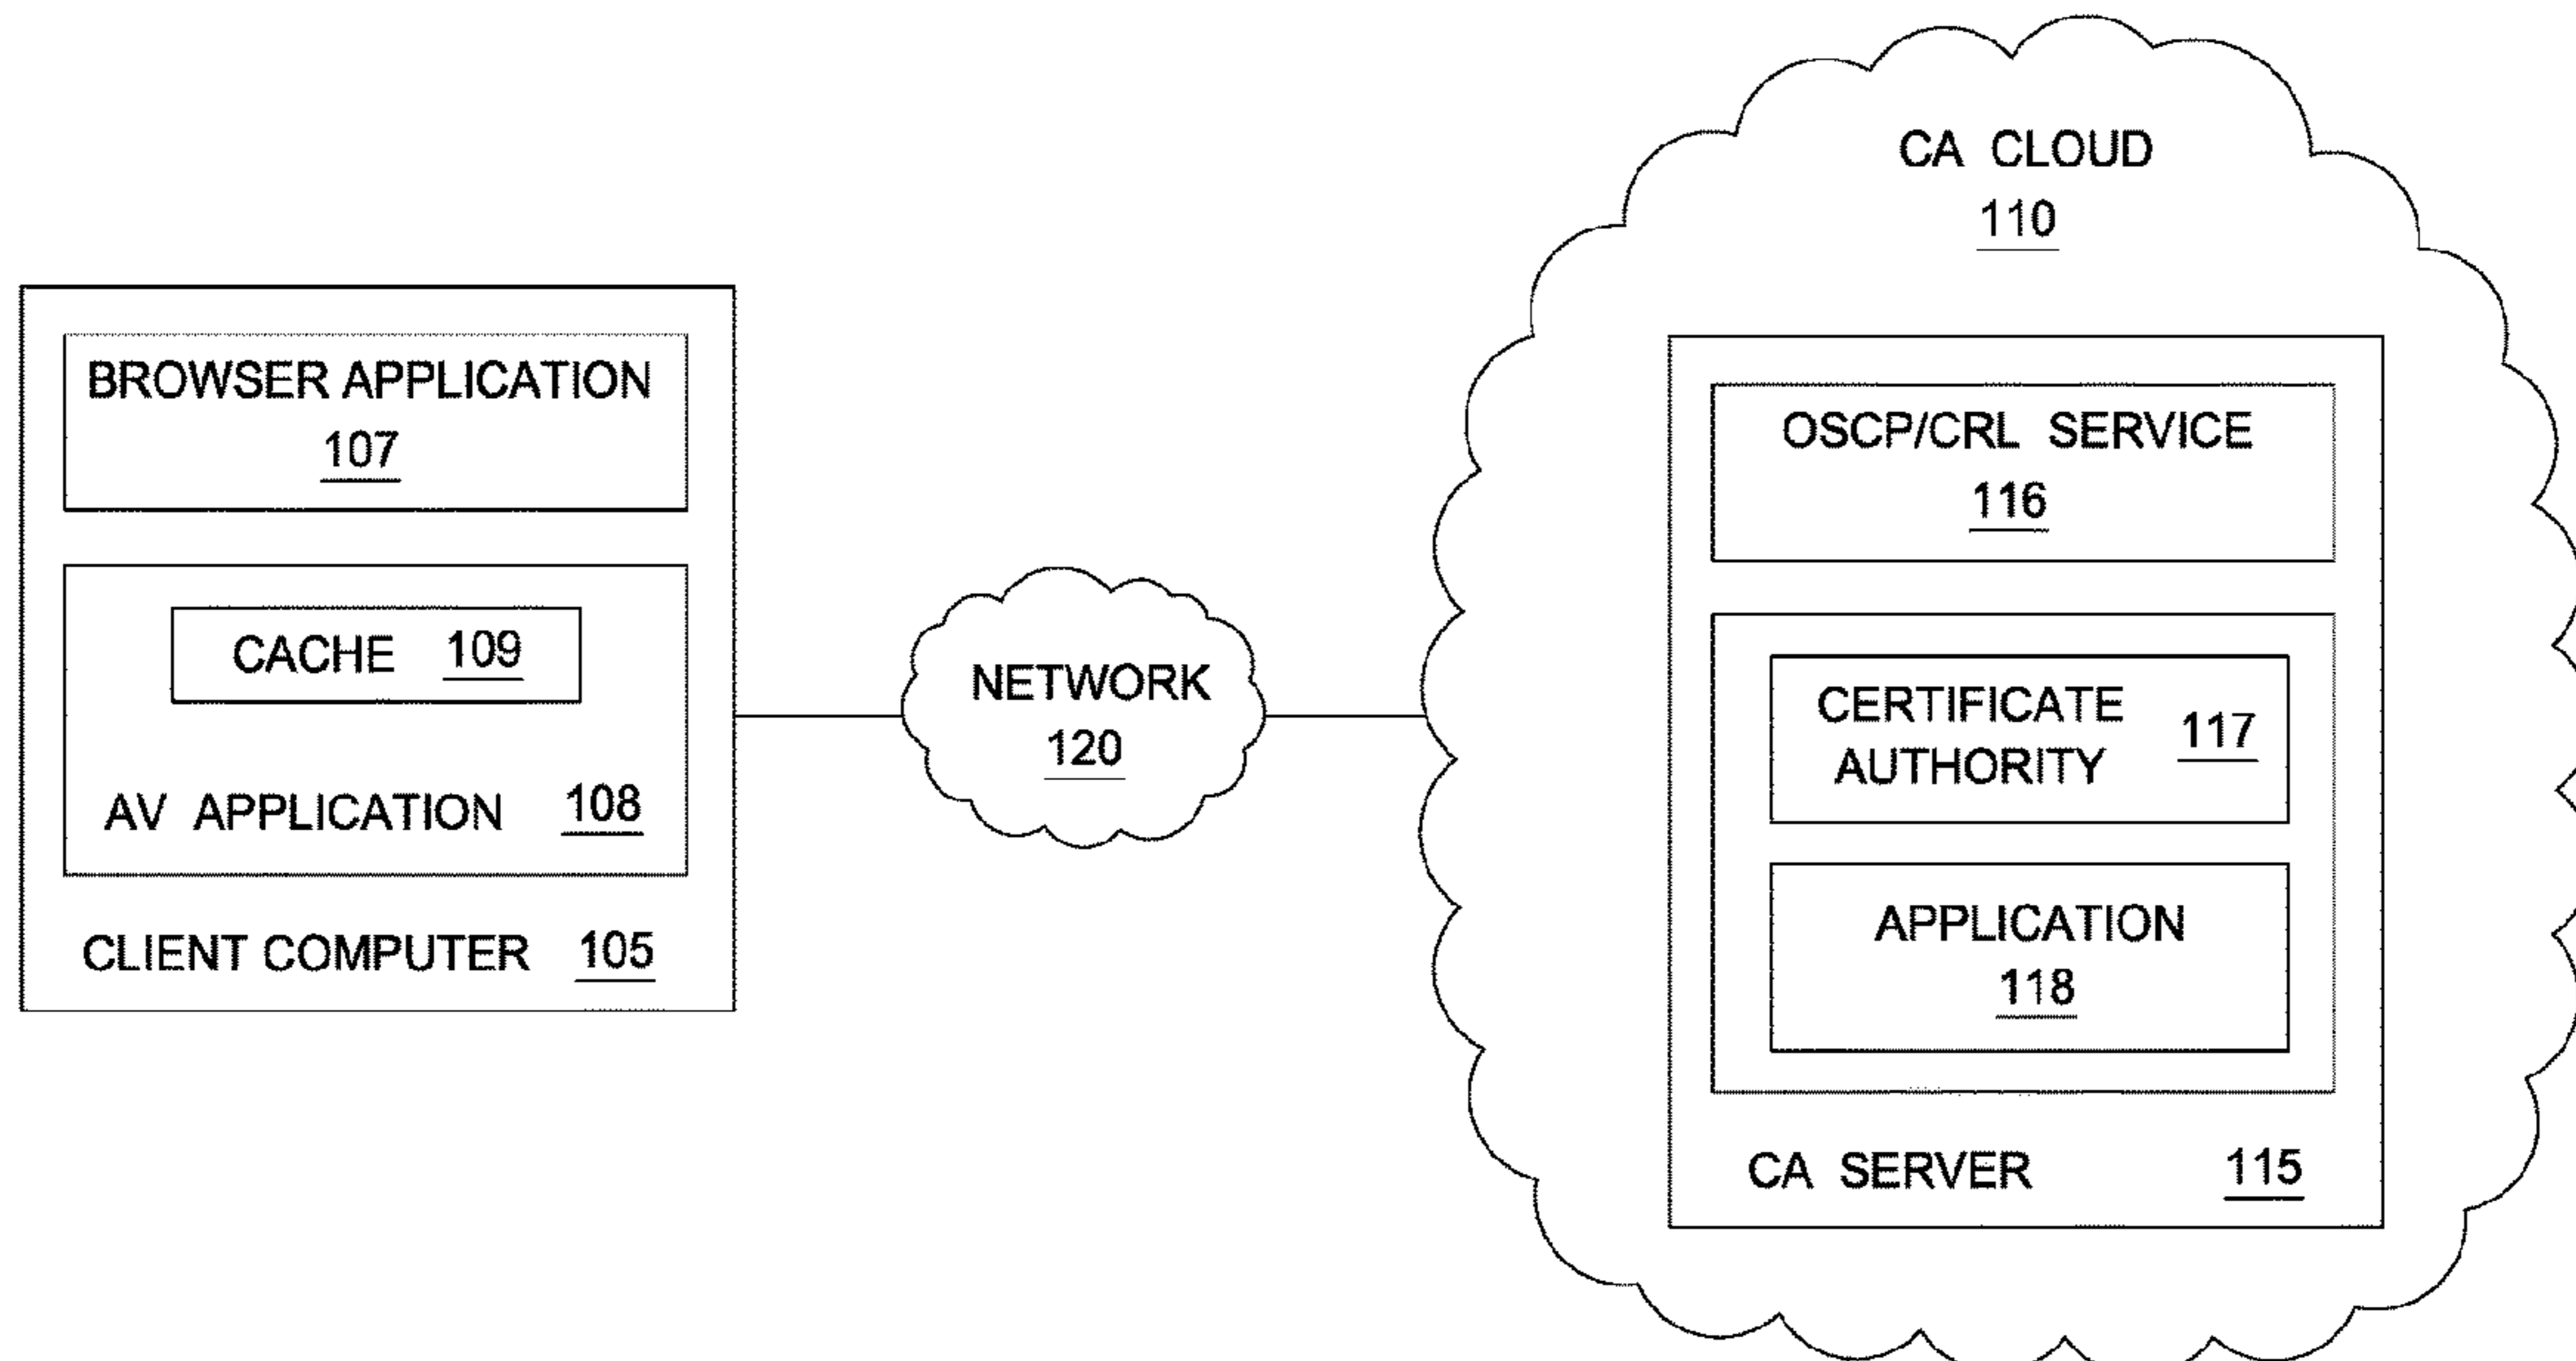 BROWSER APPLICATION
107
CACHE 109
AV APPLICATION 108
CLIENT COMPUTER 105
NETWORK
120
CA CLOUD
110
OSCP/CRL SERVICE
116
CERTIFICATE
AUTHORITY 117
APPLICATION
118
CA SERVER 115